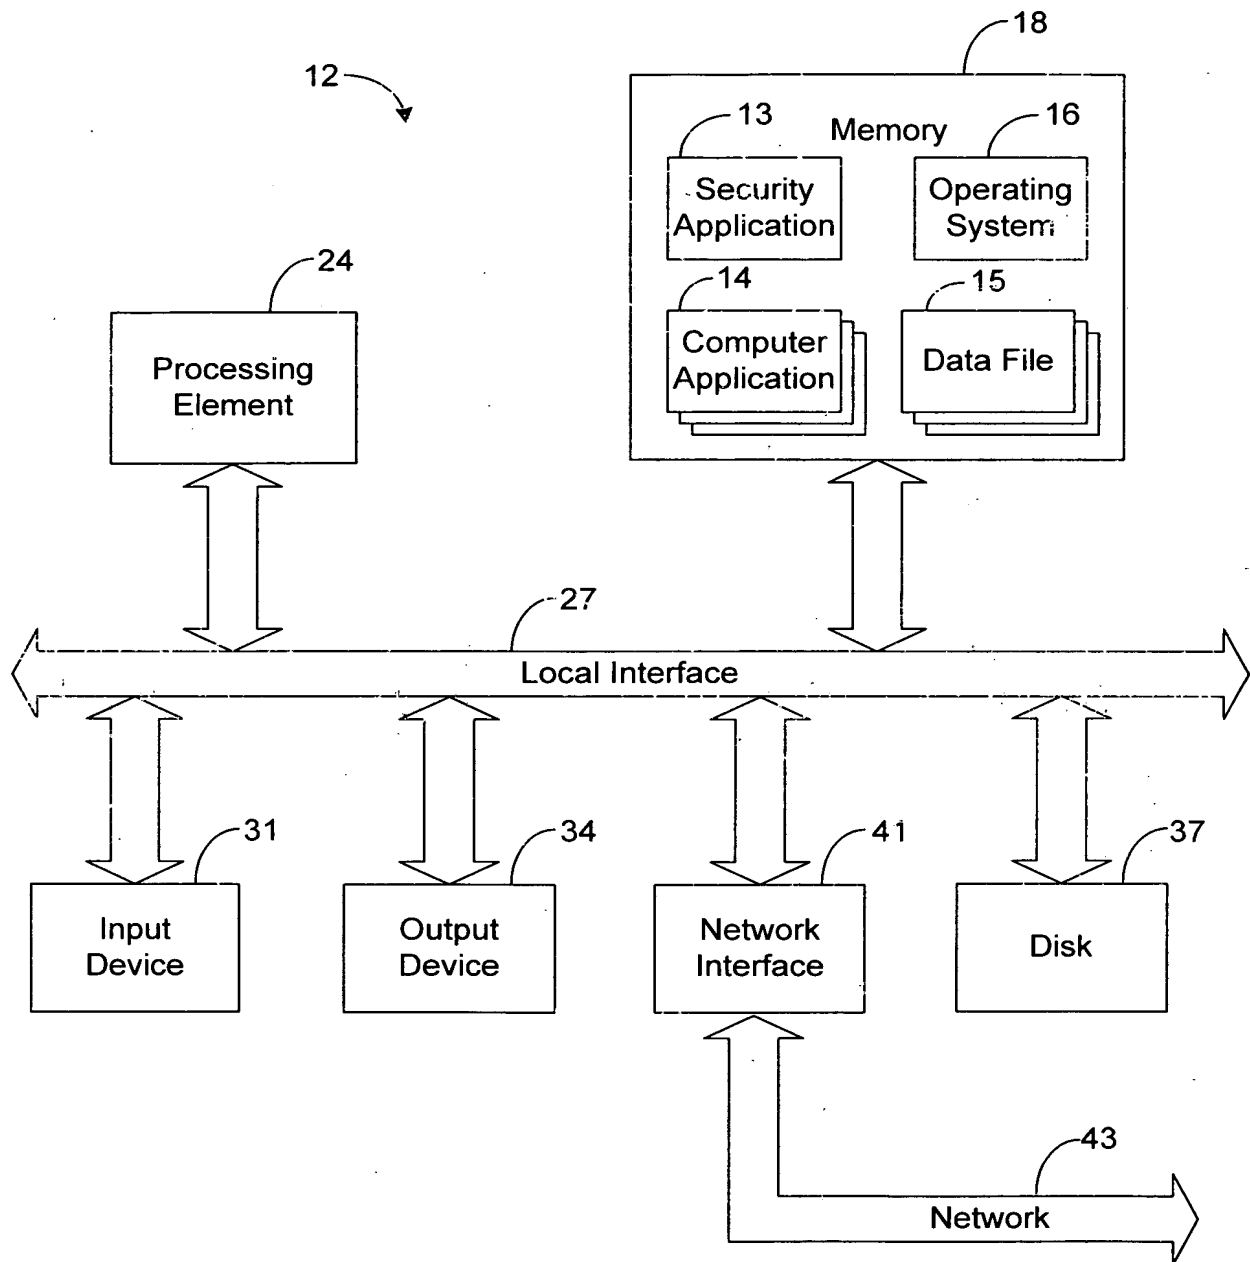 18
12
13
16
Memory
Security
Application
Operating
System
24
14
15
Processing
Element
Computer
Application
Data File
27
Local Interface
31
34
41
37
Input
Device
Output
Device
Network
Interface
Disk
43
Network